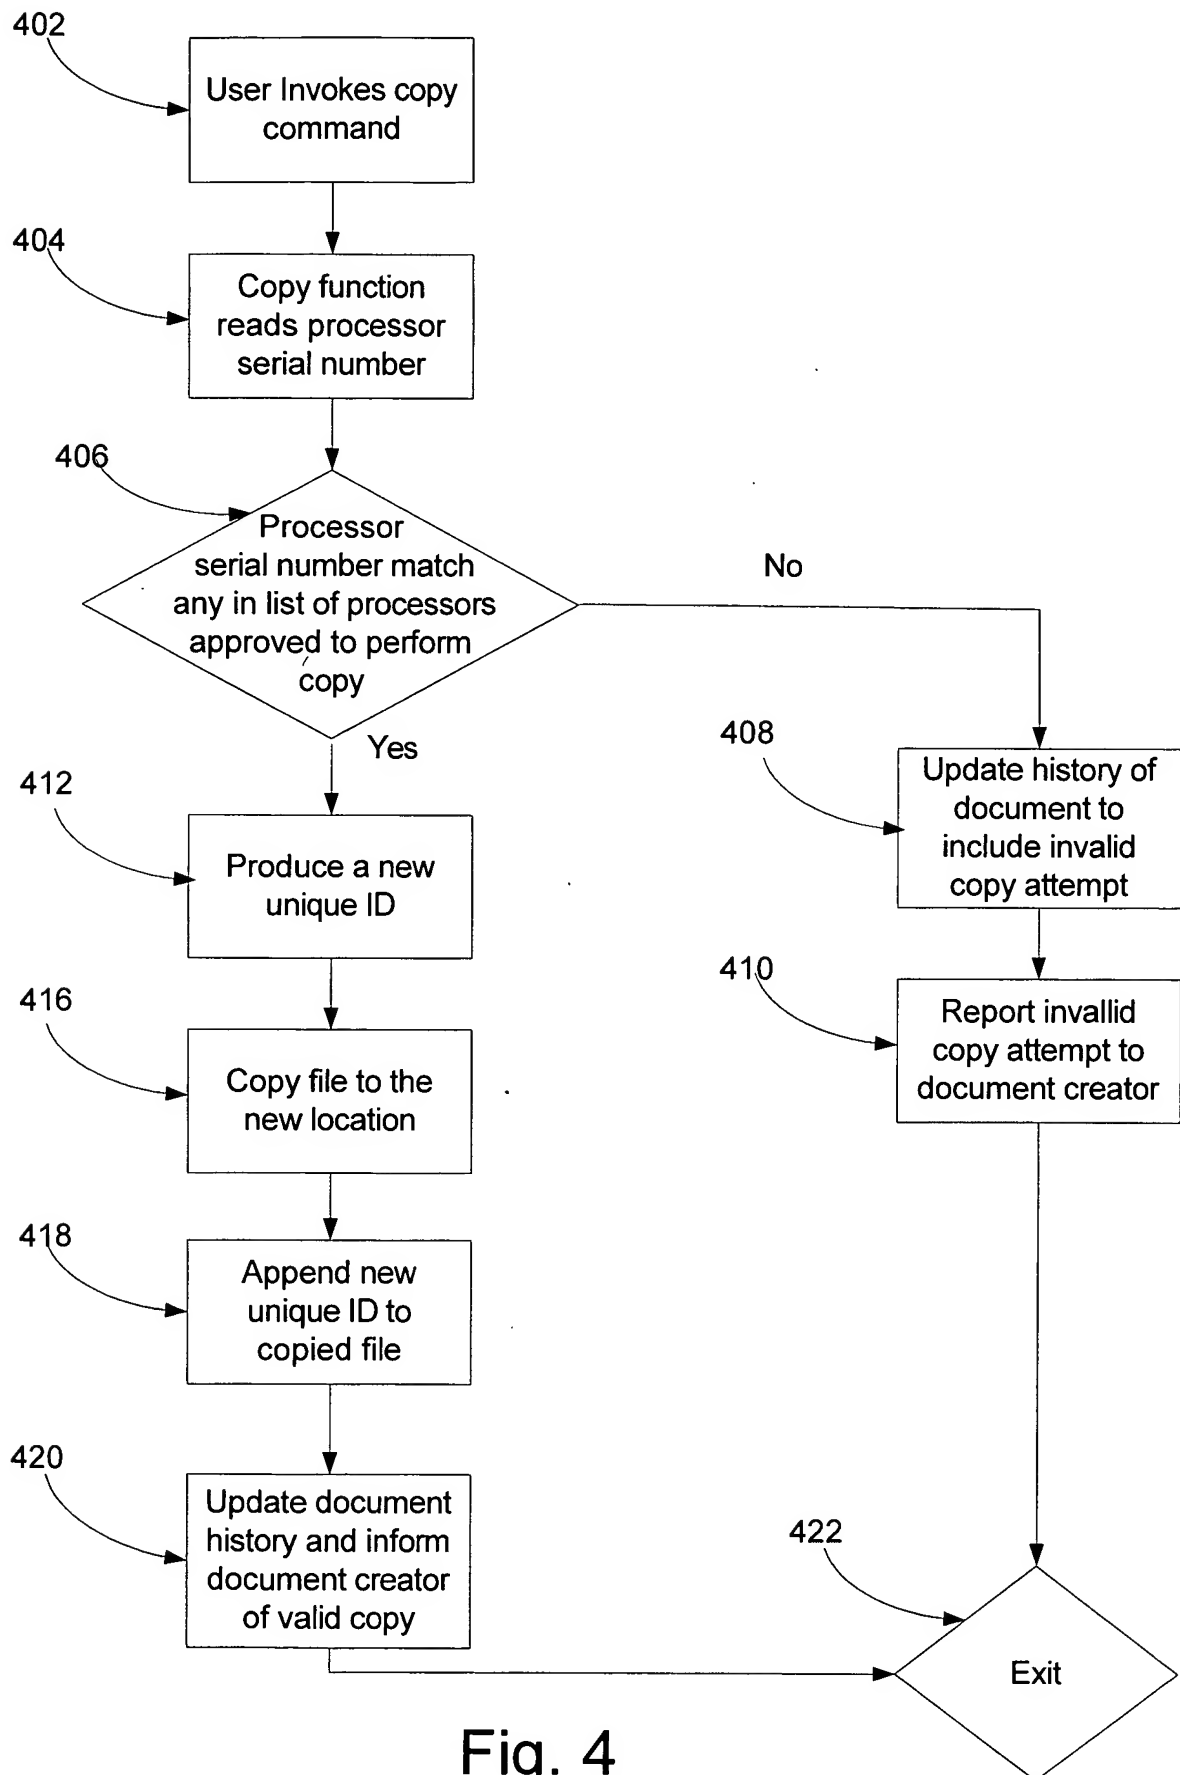 402
User Invokes copy
command
404
Copy function
reads processor
serial number
406
Processor
serial number match
any in list of processors
approved to perform
copy
No
Yes
408
Update history of
document to
include invalid
copy attempt
412
Produce a new
unique ID
410
Report invallid
copy attempt to
document creator
416
Copy file to the
new location
418
Append new
unique ID to
copied file
420
Update document
history and inform
document creator
of valid copy
422
Exit
Fig. 4